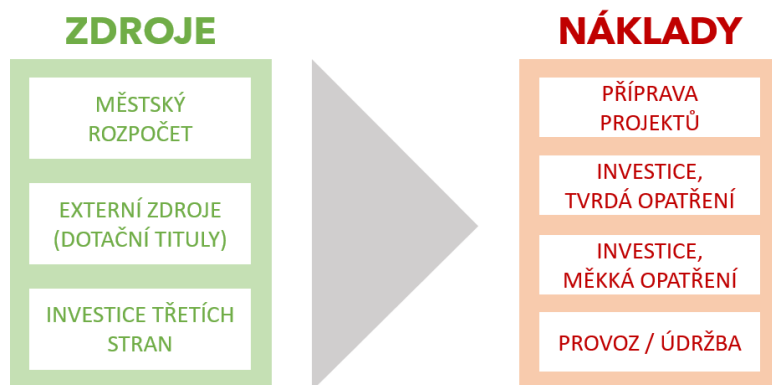 ZDROJE
MĚSTSKÝ
ROZPOČET
EXTERNÍ ZDROJE
(DOTAČNÍ TITULY)
INVESTICE TŘETÍCH
STRAN
NÁKLADY
PŘÍPRAVA
PROJEKTŮ
INVESTICE,
TVRDÁ OPATŘENÍ
INVESTICE,
MĚKKÁ OPATŘENÍ
PROVOZ / ÚDRŽBA